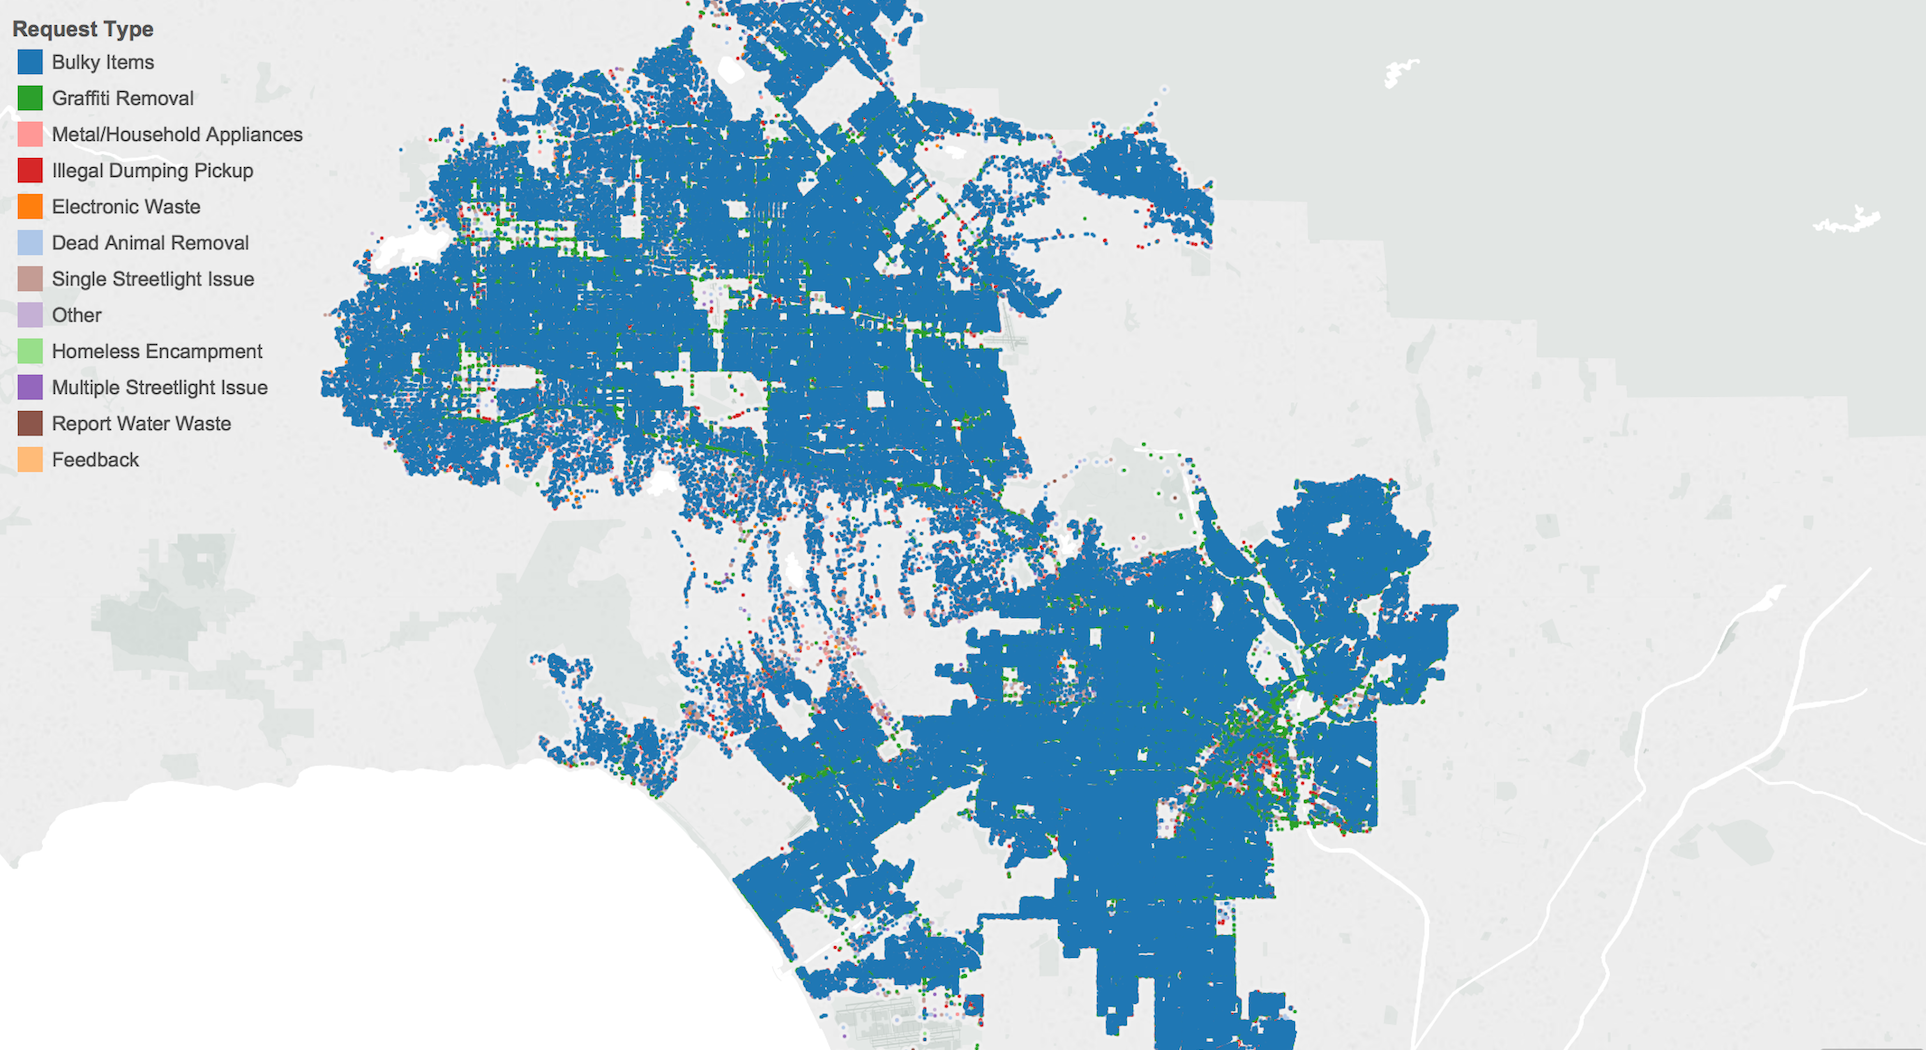 Request Type
Bulky Items
Graffiti Removal
Metal/Household Appliances
Illegal Dumping Pickup
Electronic Waste
Dead Animal Removal
Single Streetlight Issue
Other
Homeless Encampment
Multiple Streetlight Issue
Report Water Waste
Feedback